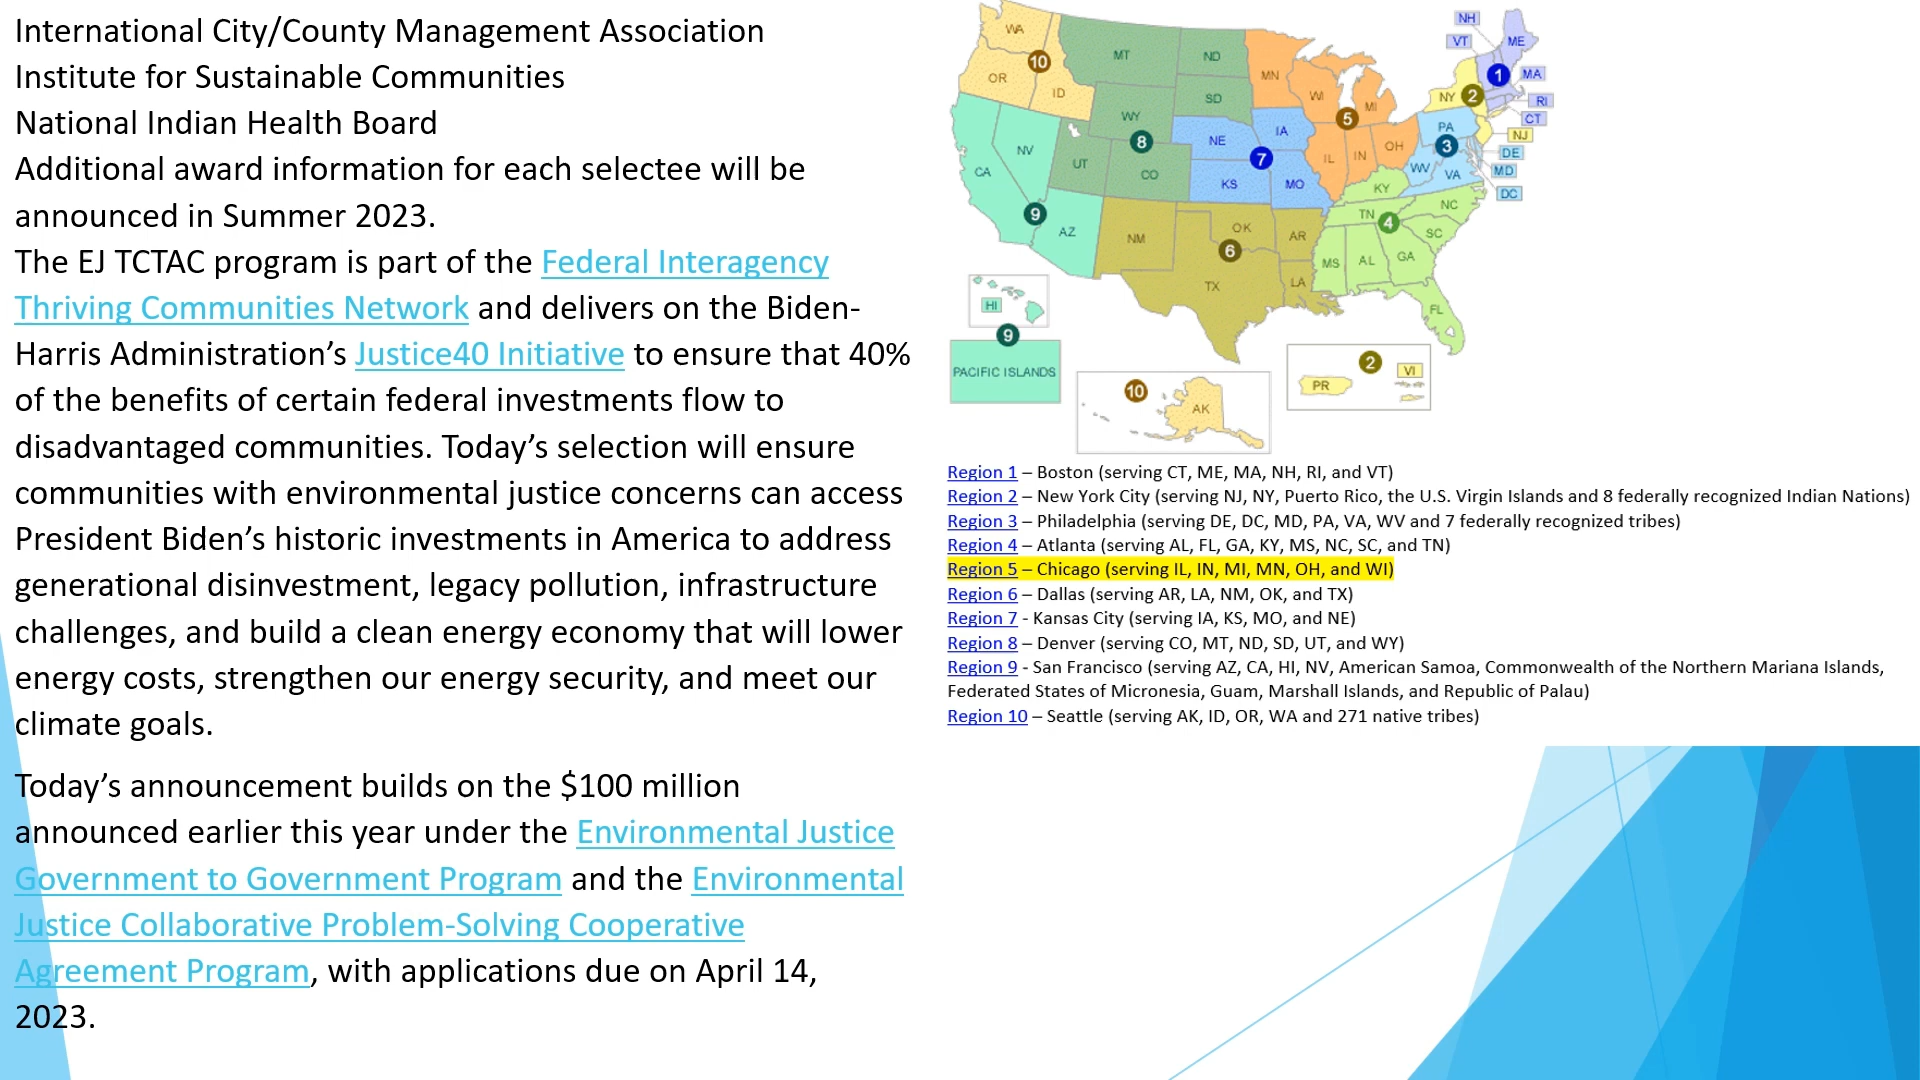 International City/County Management Association
Institute for Sustainable Communities
National Indian Health Board
Additional award information for each selectee will be
announced in Summer 2023.
The EJ TCTAC program is part of the Federal Interagency
Thriving Communities Network and delivers on the Biden-
Harris Administration’s Justice40 Initiative to ensure that 40%
of the benefits of certain federal investments flow to
disadvantaged communities. Today’s selection will ensure
communities with environmental justice concerns can access
President Biden’s historic investments in America to address
generational disinvestment, legacy pollution, infrastructure
challenges, and build a clean energy economy that will lower
energy costs, strengthen our energy security, and meet our
climate goals.
Today’s announcement builds on the $100 million
announced earlier this year under the Environmental Justice
Government to Government Program and the Environmental
Justice Collaborative Problem-Solving Cooperative
Agreement Program, with applications due on April 14,
2023.
WA
OR
10
ID
MT
ND
SD
WY
8
UT
CO
MN
WI
MI
5
IL
IN
OH
NH
VT
ME
1
MA
RI
CT
NY
2
NJ
PA
3
DE
MD
DC
WV
VA
NE
IA
7
KS
MO
CA
NV
9
AZ
NM
OK
6
AR
TX
LA
KY
TN
4
NC
SC
MS
AL
GA
FL
HI
9
PACIFIC ISLANDS
10
AK
2
PR
VI
Region 1 – Boston (serving CT, ME, MA, NH, RI, and VT)
Region 2 – New York City (serving NJ, NY, Puerto Rico, the U.S. Virgin Islands and 8 federally recognized Indian Nations)
Region 3 – Philadelphia (serving DE, DC, MD, PA, VA, WV and 7 federally recognized tribes)
Region 4 – Atlanta (serving AL, FL, GA, KY, MS, NC, SC, and TN)
Region 5 – Chicago (serving IL, IN, MI, MN, OH, and WI)
Region 6 – Dallas (serving AR, LA, NM, OK, and TX)
Region 7 - Kansas City (serving IA, KS, MO, and NE)
Region 8 – Denver (serving CO, MT, ND, SD, UT, and WY)
Region 9 - San Francisco (serving AZ, CA, HI, NV, American Samoa, Commonwealth of the Northern Mariana Islands,
Federated States of Micronesia, Guam, Marshall Islands, and Republic of Palau)
Region 10 – Seattle (serving AK, ID, OR, WA and 271 native tribes)